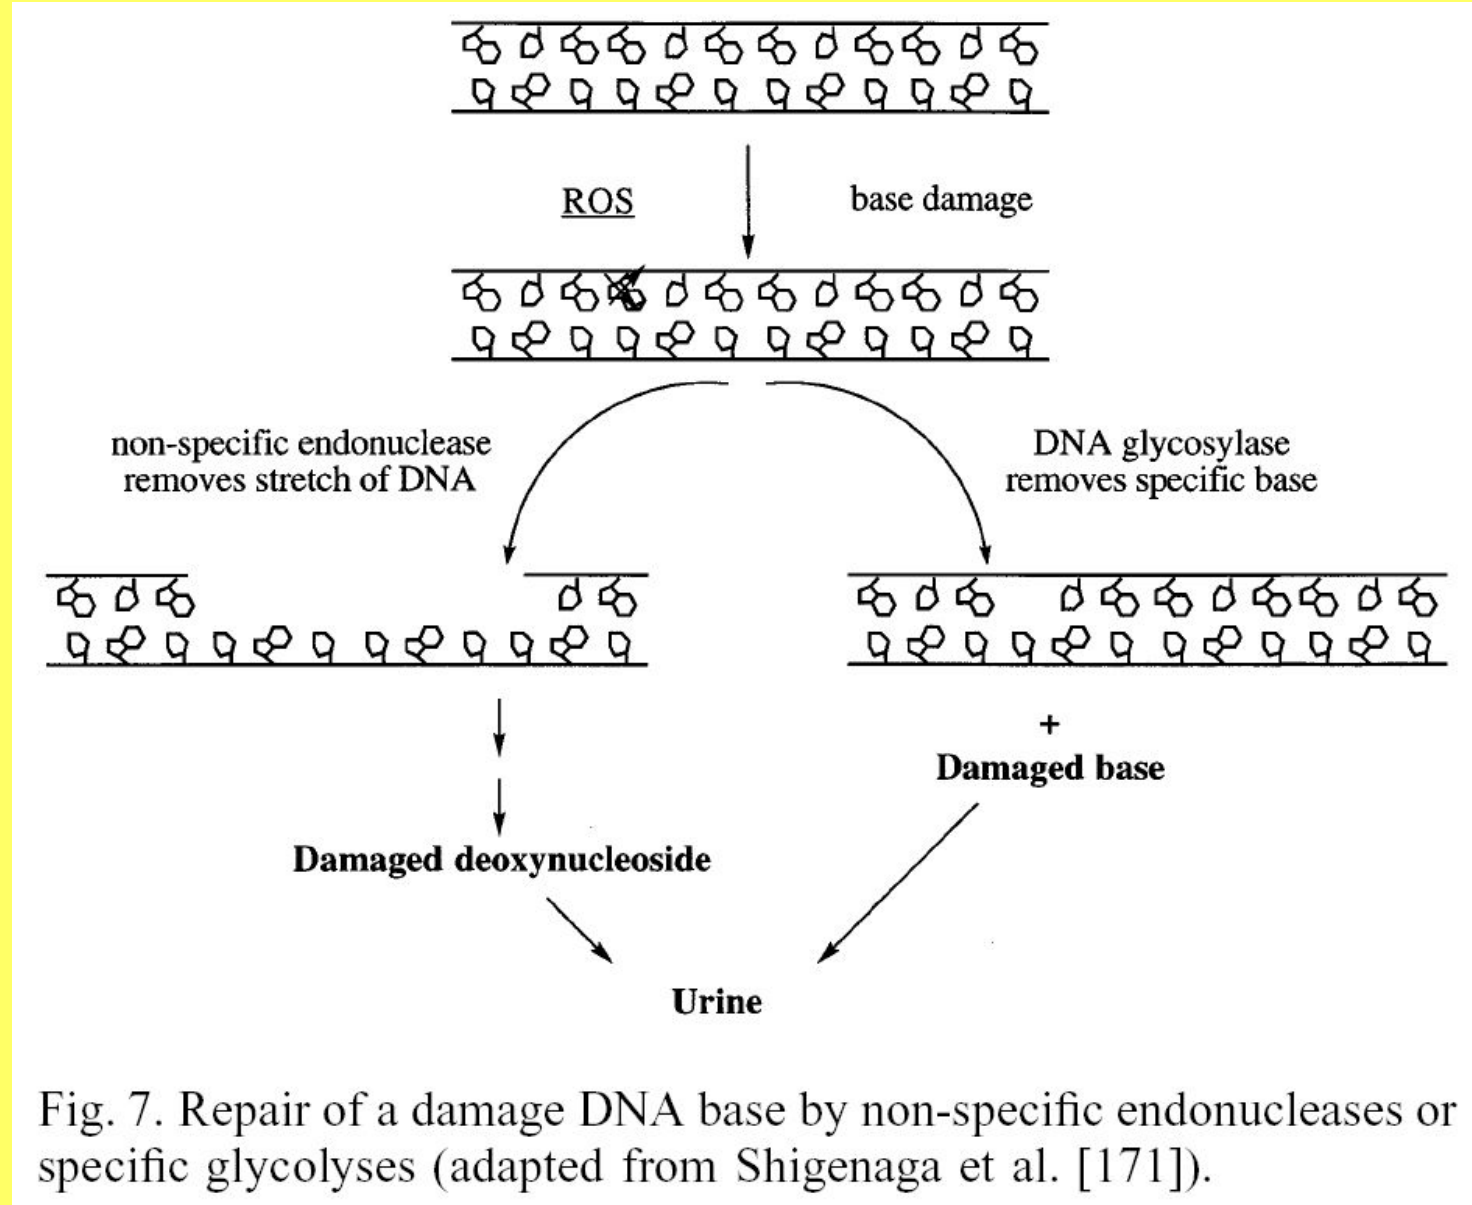 ROS
base damage
non-specific endonuclease
removes stretch of DNA
DNA glycosylase
removes specific base
+
Damaged base
Damaged deoxynucleoside
Urine
Fig. 7. Repair of a damage DNA base by non-specific endonucleases or
specific glycolyses (adapted from Shigenaga et al. [171]).